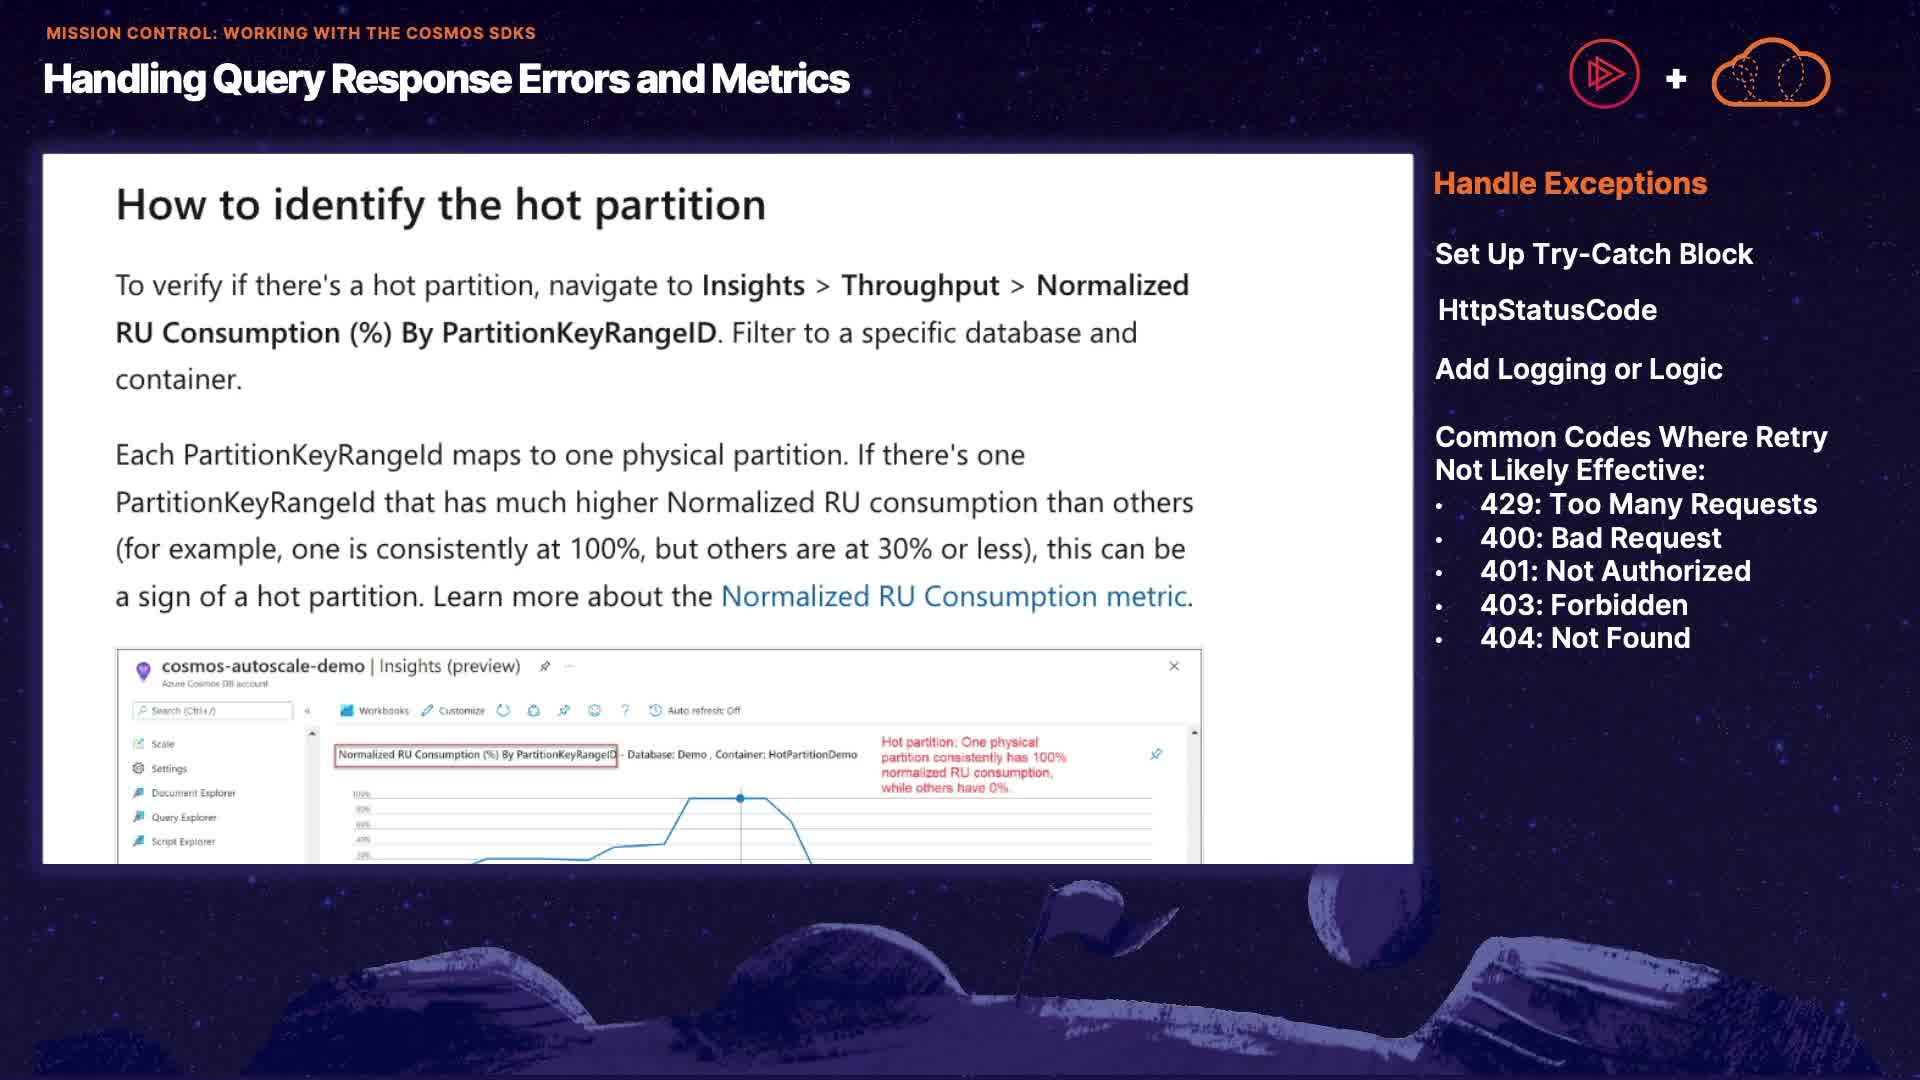 MISSION CONTROL: WORKING WITH THE COSMOS SDKS
Handling Query Response Errors and Metrics
+
How to identify the hot partition
To verify if there's a hot partition, navigate to Insights > Throughput > Normalized
RU Consumption (%) By PartitionKeyRangeID. Filter to a specific database and
container.
Each PartitionKeyRangeId maps to one physical partition. If there's one
PartitionKeyRangeId that has much higher Normalized RU consumption than others
(for example, one is consistently at 100%, but others are at 30% or less), this can be
a sign of a hot partition. Learn more about the Normalized RU Consumption metric.
cosmos-autoscale-demo | Insights (preview)
Azure Cosmos DB account
Search (Ctrl+/)
«
Workbooks
Customize
?
Auto refresh: Off
Scale
Settings
Document Explorer
Query Explorer
Script Explorer
Normalized RU Consumption (%) By PartitionKeyRangeID - Database: Demo , Container: HotPartitionDemo
Hot partition: One physical
partition consistently has 100%
normalized RU consumption,
while others have 0%.
100%
80%
60%
40%
20%
Handle Exceptions
Set Up Try-Catch Block
HttpStatusCode
Add Logging or Logic
Common Codes Where Retry
Not Likely Effective:
• 429: Too Many Requests
• 400: Bad Request
• 401: Not Authorized
• 403: Forbidden
• 404: Not Found